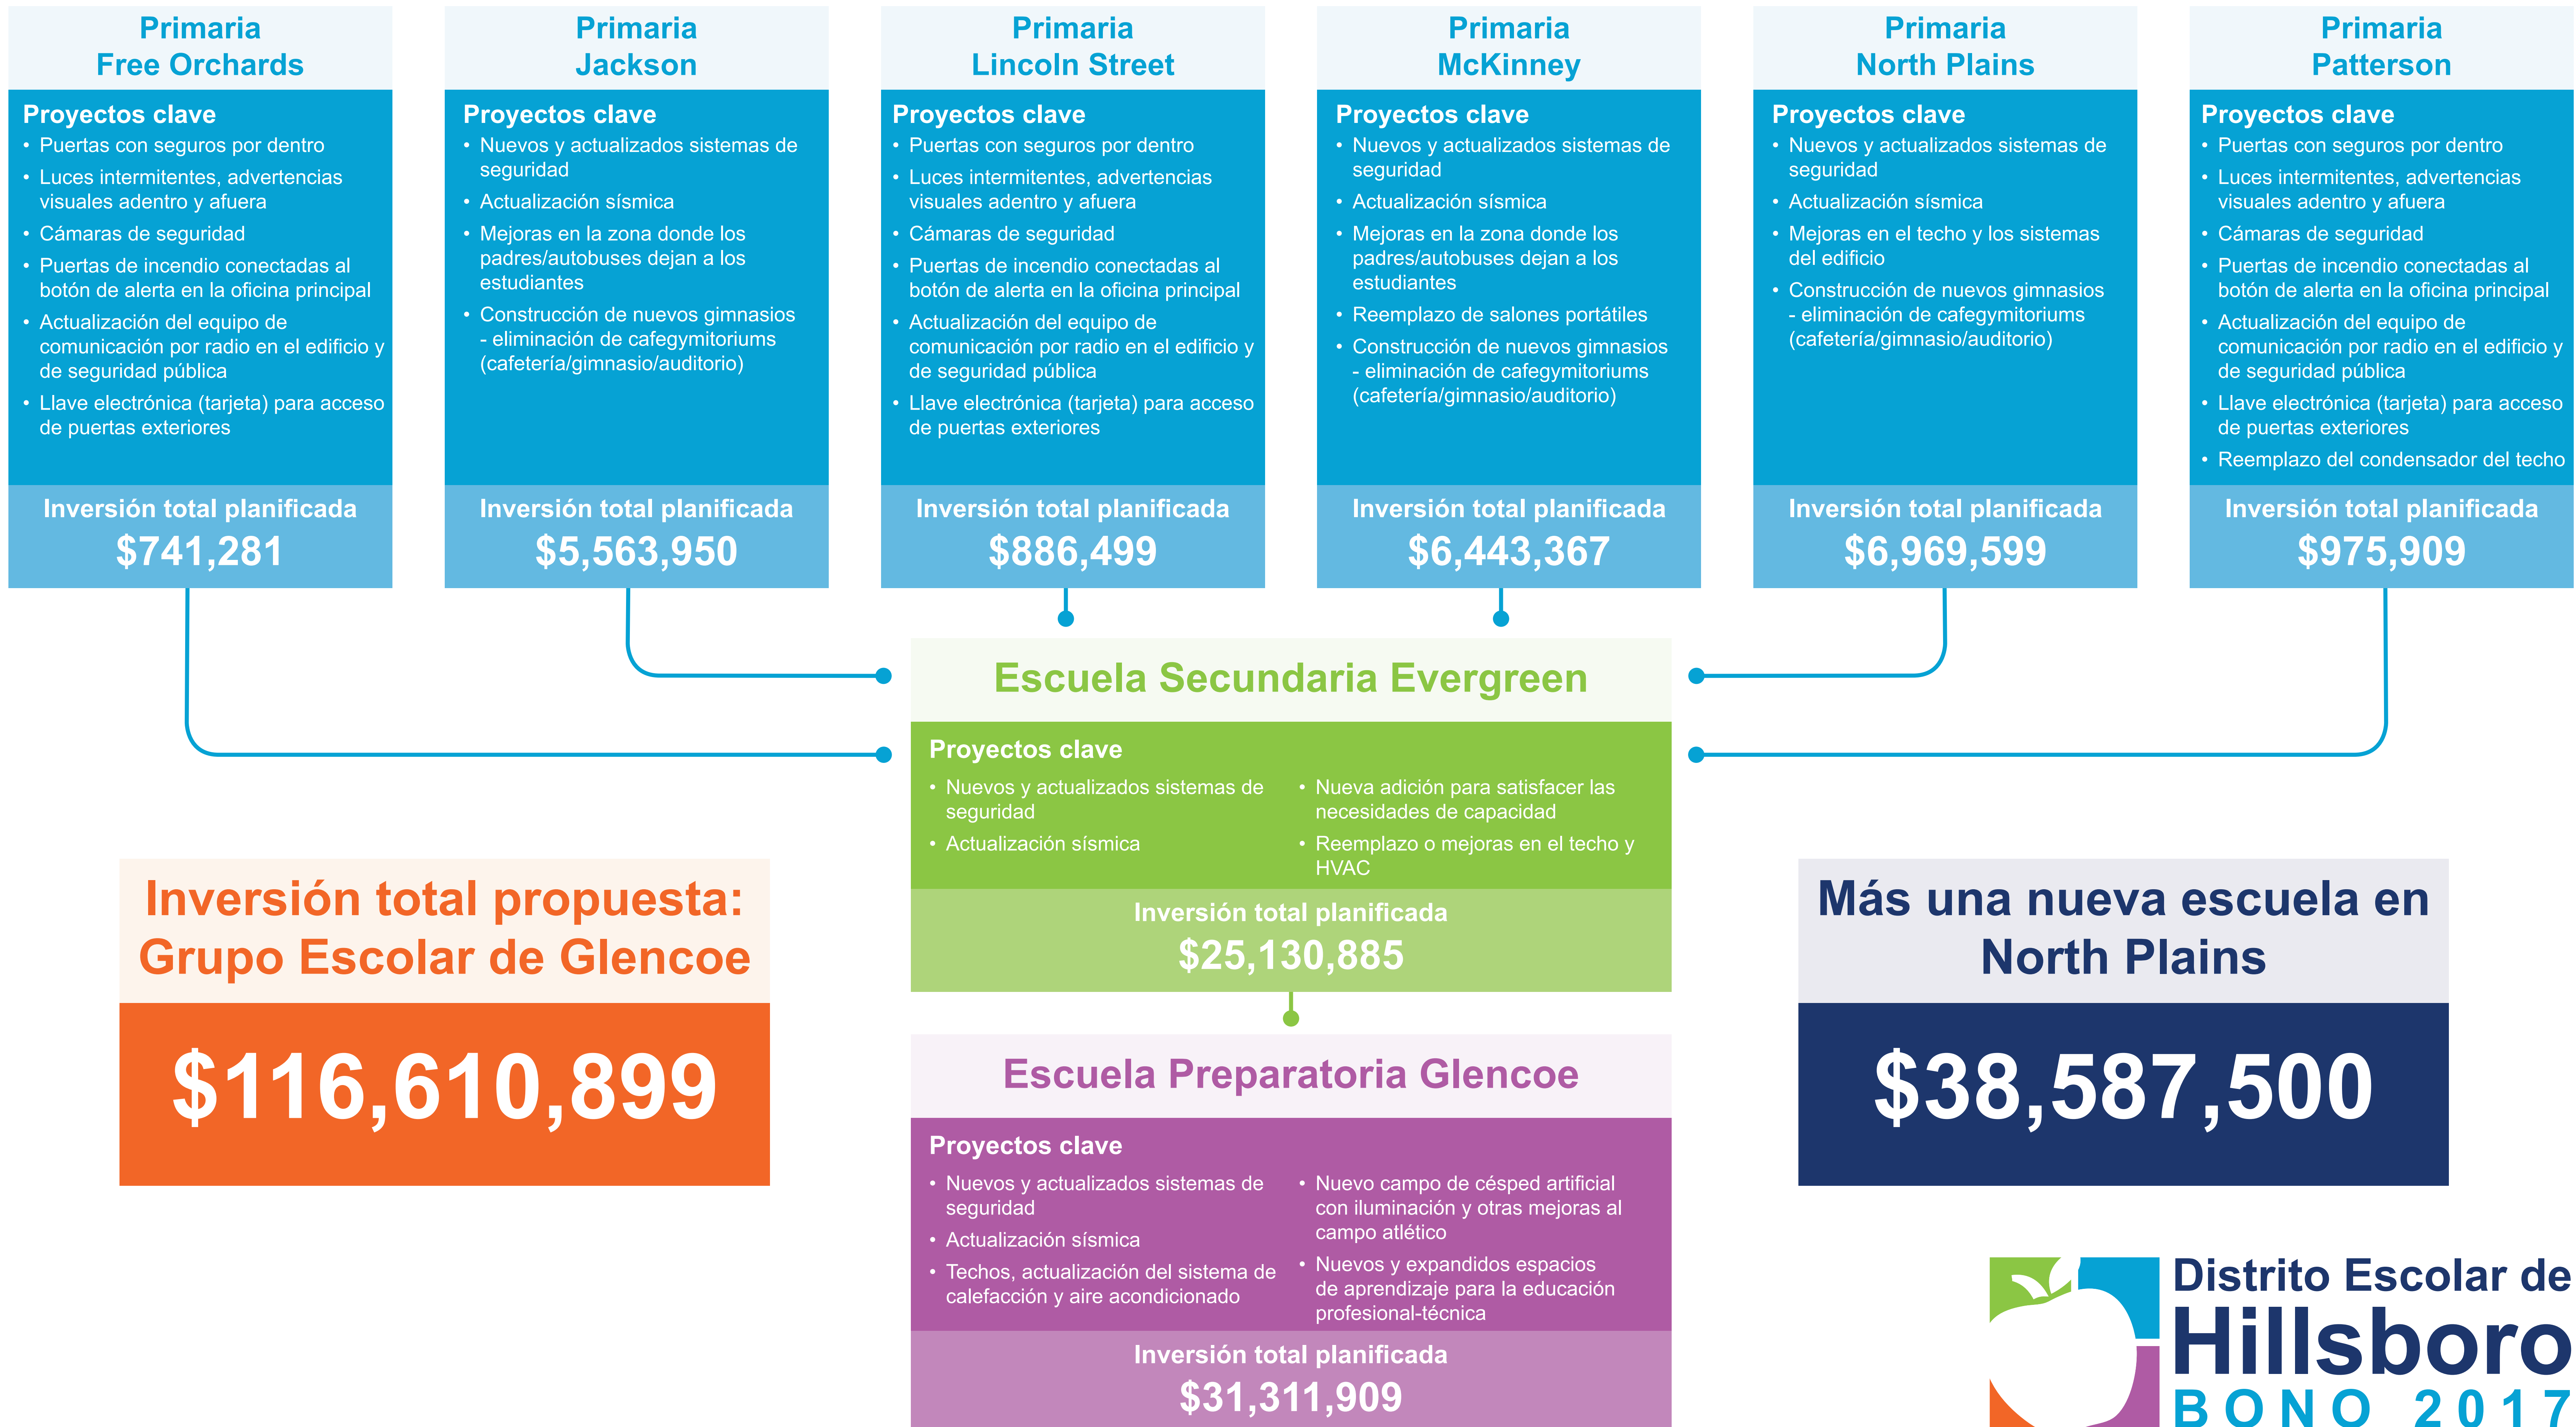 Primaria
Free Orchards
Proyectos clave
• Puertas con seguros por dentro
• Luces intermitentes, advertencias
visuales adentro y afuera
• Cámaras de seguridad
• Puertas de incendio conectadas al
botón de alerta en la oficina principal
• Actualización del equipo de
comunicación por radio en el edificio y
de seguridad pública
• Llave electrónica (tarjeta) para acceso
de puertas exteriores
Inversión total planificada
$741,281
Primaria
Jackson
Proyectos clave
• Nuevos y actualizados sistemas de
seguridad
• Actualización sísmica
• Mejoras en la zona donde los
padres/autobuses dejan a los
estudiantes
• Construcción de nuevos gimnasios
- eliminación de cafegymitoriums
(cafetería/gimnasio/auditorio)
Inversión total planificada
$5,563,950
Primaria
Lincoln Street
Proyectos clave
• Puertas con seguros por dentro
• Luces intermitentes, advertencias
visuales adentro y afuera
• Cámaras de seguridad
• Puertas de incendio conectadas al
botón de alerta en la oficina principal
• Actualización del equipo de
comunicación por radio en el edificio y
de seguridad pública
• Llave electrónica (tarjeta) para acceso
de puertas exteriores
Inversión total planificada
$886,499
Primaria
McKinney
Proyectos clave
• Nuevos y actualizados sistemas de
seguridad
• Actualización sísmica
• Mejoras en la zona donde los
padres/autobuses dejan a los
estudiantes
• Reemplazo de salones portátiles
• Construcción de nuevos gimnasios
- eliminación de cafegymitoriums
(cafetería/gimnasio/auditorio)
Inversión total planificada
$6,443,367
Primaria
North Plains
Proyectos clave
• Nuevos y actualizados sistemas de
seguridad
• Actualización sísmica
• Mejoras en el techo y los sistemas
del edificio
• Construcción de nuevos gimnasios
- eliminación de cafegymitoriums
(cafetería/gimnasio/auditorio)
Inversión total planificada
$6,969,599
Primaria
Patterson
Proyectos clave
• Puertas con seguros por dentro
• Luces intermitentes, advertencias
visuales adentro y afuera
• Cámaras de seguridad
• Puertas de incendio conectadas al
botón de alerta en la oficina principal
• Actualización del equipo de
comunicación por radio en el edificio y
de seguridad pública
• Llave electrónica (tarjeta) para acceso
de puertas exteriores
• Reemplazo del condensador del techo
Inversión total planificada
$975,909
Escuela Secundaria Evergreen
Proyectos clave
• Nuevos y actualizados sistemas de
seguridad
• Actualización sísmica
• Nueva adición para satisfacer las
necesidades de capacidad
• Reemplazo o mejoras en el techo y
HVAC
Inversión total planificada
$25,130,885
Inversión total propuesta:
Grupo Escolar de Glencoe
$116,610,899
Más una nueva escuela en
North Plains
$38,587,500
Escuela Preparatoria Glencoe
Proyectos clave
• Nuevos y actualizados sistemas de
seguridad
• Actualización sísmica
• Techos, actualización del sistema de
calefacción y aire acondicionado
• Nuevo campo de césped artificial
con iluminación y otras mejoras al
campo atlético
• Nuevos y expandidos espacios
de aprendizaje para la educación
profesional-técnica
Inversión total planificada
$31,311,909
Distrito Escolar de
Hillsboro
BONO 2017